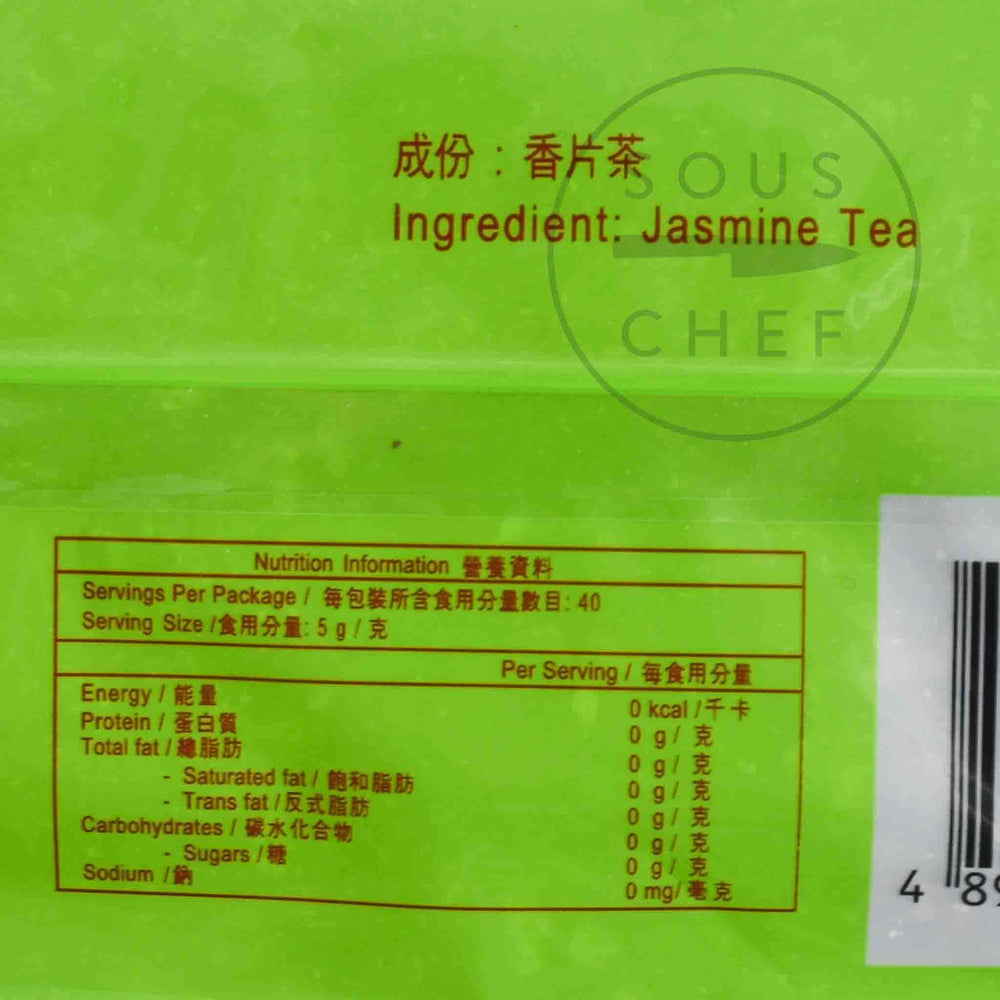 成份：香片茶
Ingredient: Jasmine Tea
SOUS
CHEF
Nutrition Information 營養資料
Servings Per Package / 每包裝所含食用分量數目: 40
Serving Size /食用分量: 5 g / 克
Per Serving / 每食用分量
Energy / 能量 0 kcal /千卡
Protein / 蛋白質 0 g/ 克
Total fat / 總脂肪 0 g/ 克
- Saturated fat / 飽和脂肪 0 g/ 克
- Trans fat /反式脂肪 0 g/ 克
Carbohydrates / 碳水化合物 0 g/ 克
- Sugars /糖 0 g/ 克
Sodium /鈉 0 mg/ 毫克
4 89